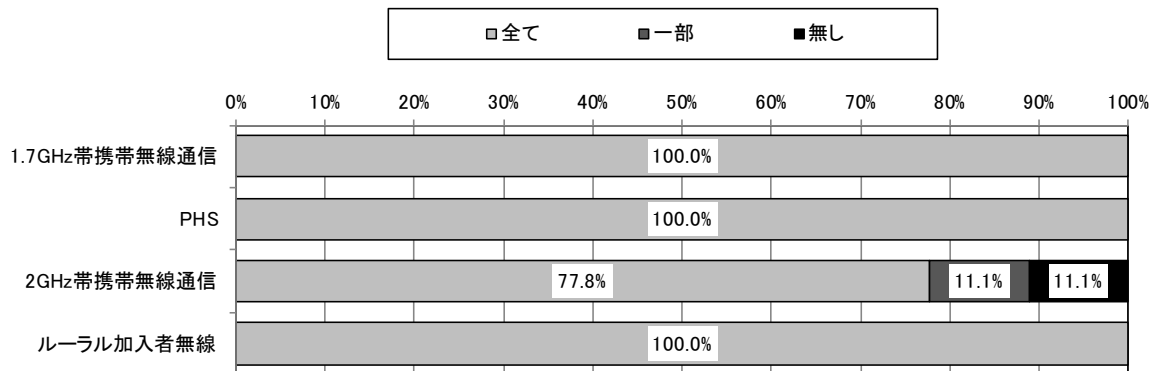 全て 一部 無し
0% 10% 20% 30% 40% 50% 60% 70% 80% 90% 100%
1.7GHz帯携帯無線通信 100.0%
PHS 100.0%
2GHz帯携帯無線通信 77.8% 11.1% 11.1%
ルーラル加入者無線 100.0%